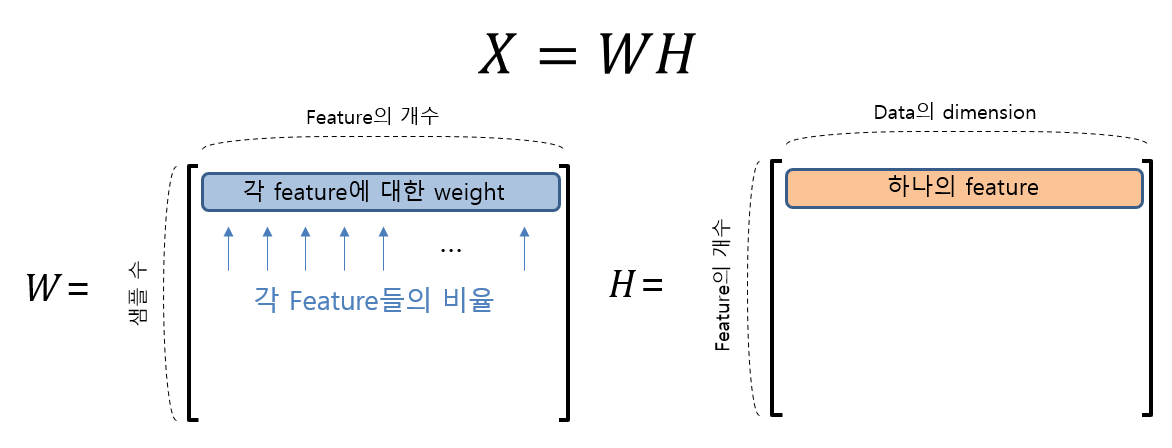 X = WH
Feature의 개수
Data의 dimension
각 feature에 대한 weight
하나의 feature
...
W =
샘플 수
각 Feature들의 비율
H =
Feature의 개수